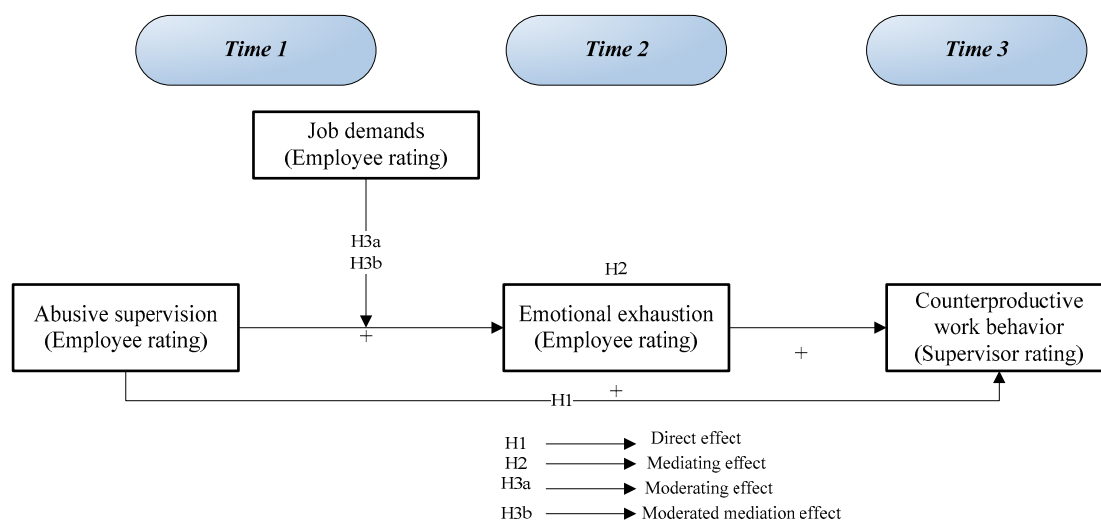 Time 1
Time 2
Time 3
Job demands
(Employee rating)
H3a
H3b
H2
Abusive supervision
(Employee rating)
+
Emotional exhaustion
(Employee rating)
+
Counterproductive
work behavior
(Supervisor rating)
H1
+
H1 Direct effect
H2 Mediating effect
H3a Moderating effect
H3b Moderated mediation effect